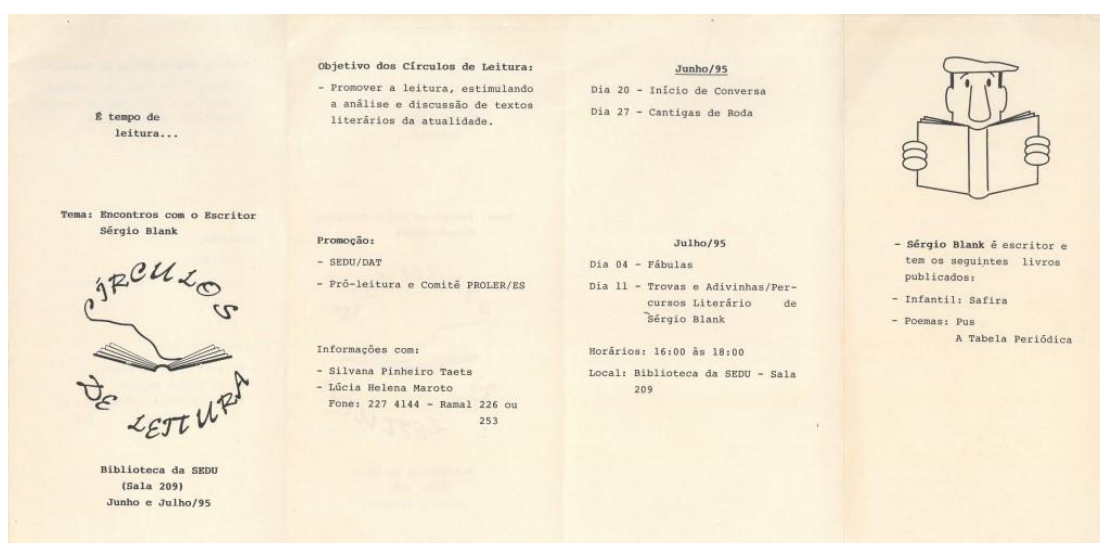 É tempo de
leitura...
Tema: Encontros com o Escritor
Sérgio Blank
CÍRCULOS
DE LEITURA
Biblioteca da SEDU
(Sala 209)
Junho e Julho/95
Objetivo dos Círculos de Leitura:
- Promover a leitura, estimulando
a análise e discussão de textos
literários da atualidade.
Promoção:
- SEDU/DAT
- Pró-leitura e Comitê PROLER/ES
Informações com:
- Silvana Pinheiro Taets
- Lúcia Helena Maroto
Fone: 227 4144 - Ramal 226 ou
253
Junho/95
Dia 20 - Início de Conversa
Dia 27 - Cantigas de Roda
Julho/95
Dia 04 - Fábulas
Dia 11 - Trovas e Adivinhas/Per-
cursos Literário de
Sérgio Blank
Horários: 16:00 às 18:00
Local: Biblioteca da SEDU - Sala
209
- Sérgio Blank é escritor e
tem os seguintes livros
publicados:
- Infantil: Safira
- Poemas: Pus
A Tabela Periódica